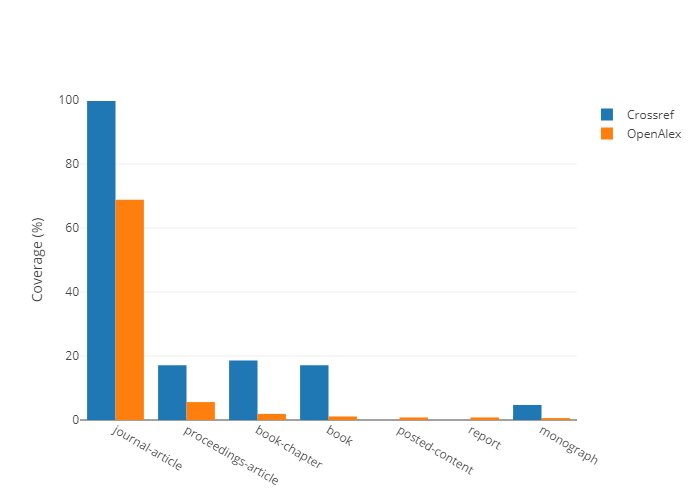 100
80
60
40
20
0
Coverage (%)
journal-article
proceedings-article
book-chapter
book
posted-content
report
monograph
Crossref
OpenAlex